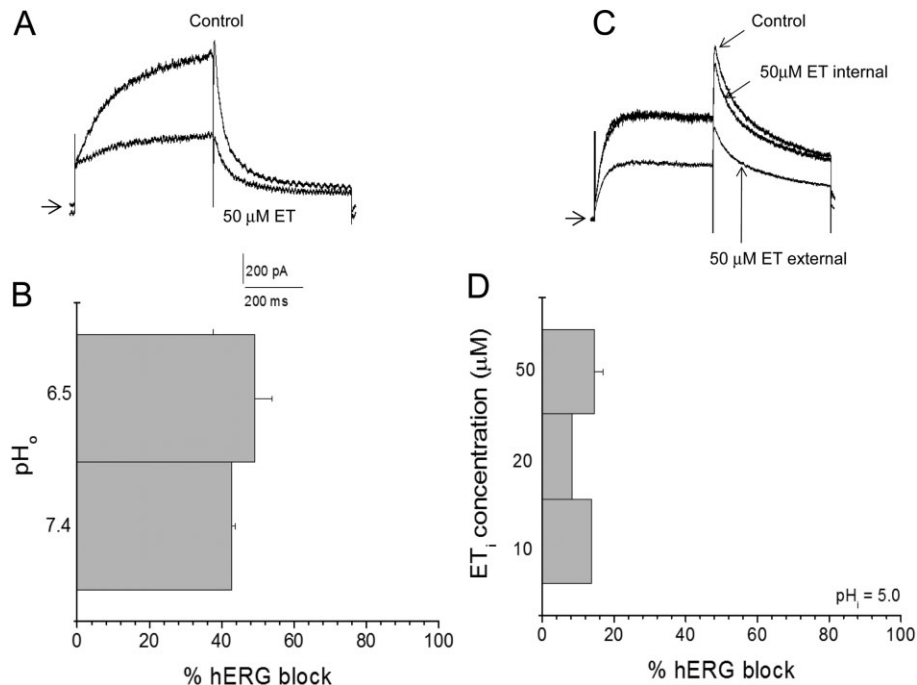 A
Control
50 μM ET
200 pA
200 ms
B
pHo
6.5
7.4
0 20 40 60 80 100
% hERG block
C
Control
50μM ET internal
50 μM ET external
D
ETi concentration (μM)
50
20
10
pHi = 5.0
0 20 40 60 80 100
% hERG block